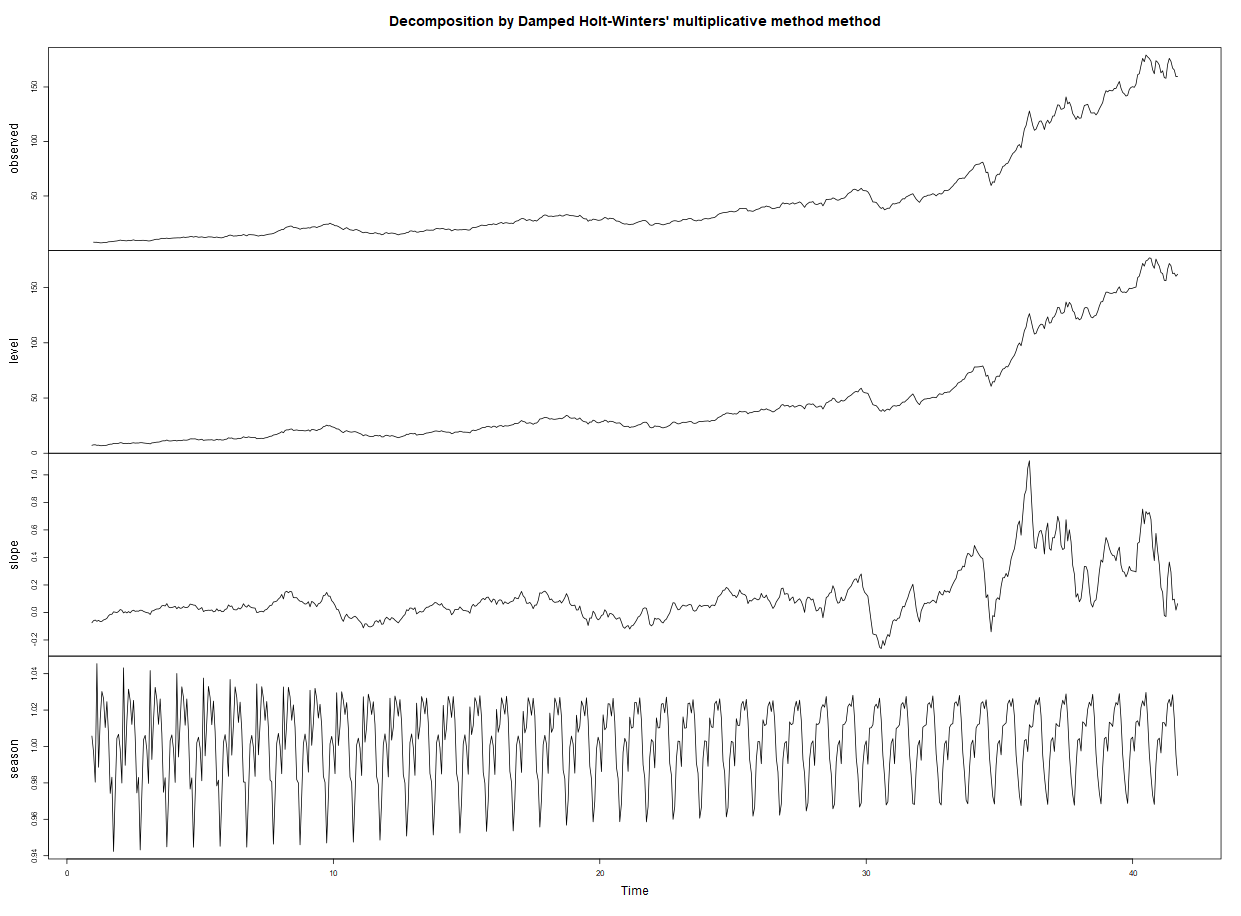 Decomposition by Damped Holt-Winters' multiplicative method method
observed
50
100
150
level
0
50
100
150
slope
-0.2
0.0
0.2
0.4
0.6
0.8
1.0
season
0.94
0.96
0.98
1.00
1.02
1.04
0 10 20 30 40
Time